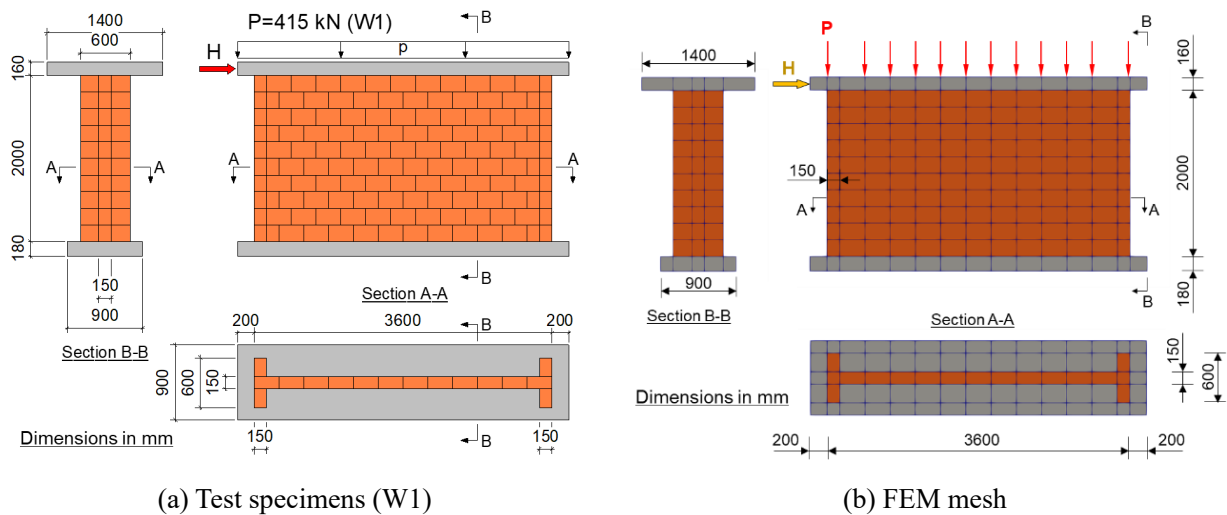 1400
600
160
2000
180
A
A
150
900
Section B-B
P=415 kN (W1)
H
p
B
A
A
B
Section A-A
200
3600
200
B
900
600
150
150
150
B
Dimensions in mm
(a) Test specimens (W1)
P
B
160
1400
H
150
2000
A
A
B
180
900
Section B-B
Section A-A
150
600
Dimensions in mm
200
3600
200
(b) FEM mesh